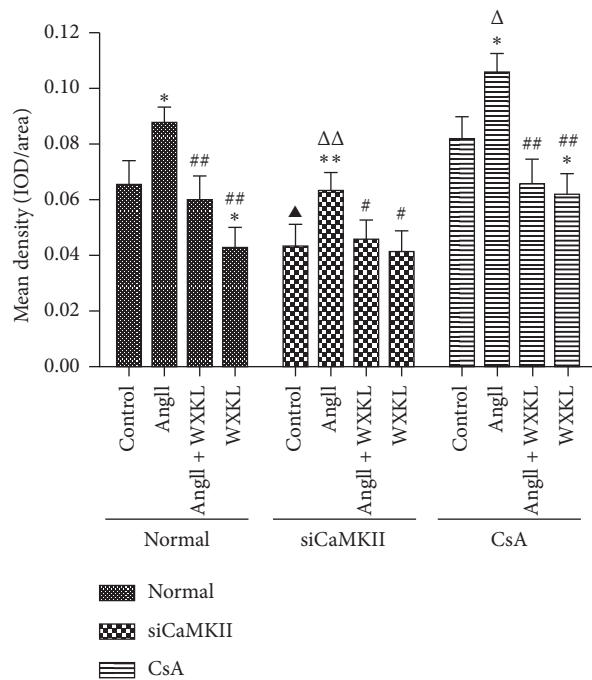 Mean density (IOD/area)
0.12
0.10
0.08
0.06
0.04
0.02
0.00
*
##
##
*
▲
ΔΔ
**
#
#
Δ
*
##
##
*
Control
AngII
AngII + WXKL
WXKL
Control
AngII
AngII + WXKL
WXKL
Control
AngII
AngII + WXKL
WXKL
Normal
siCaMKII
CsA
Normal
siCaMKII
CsA